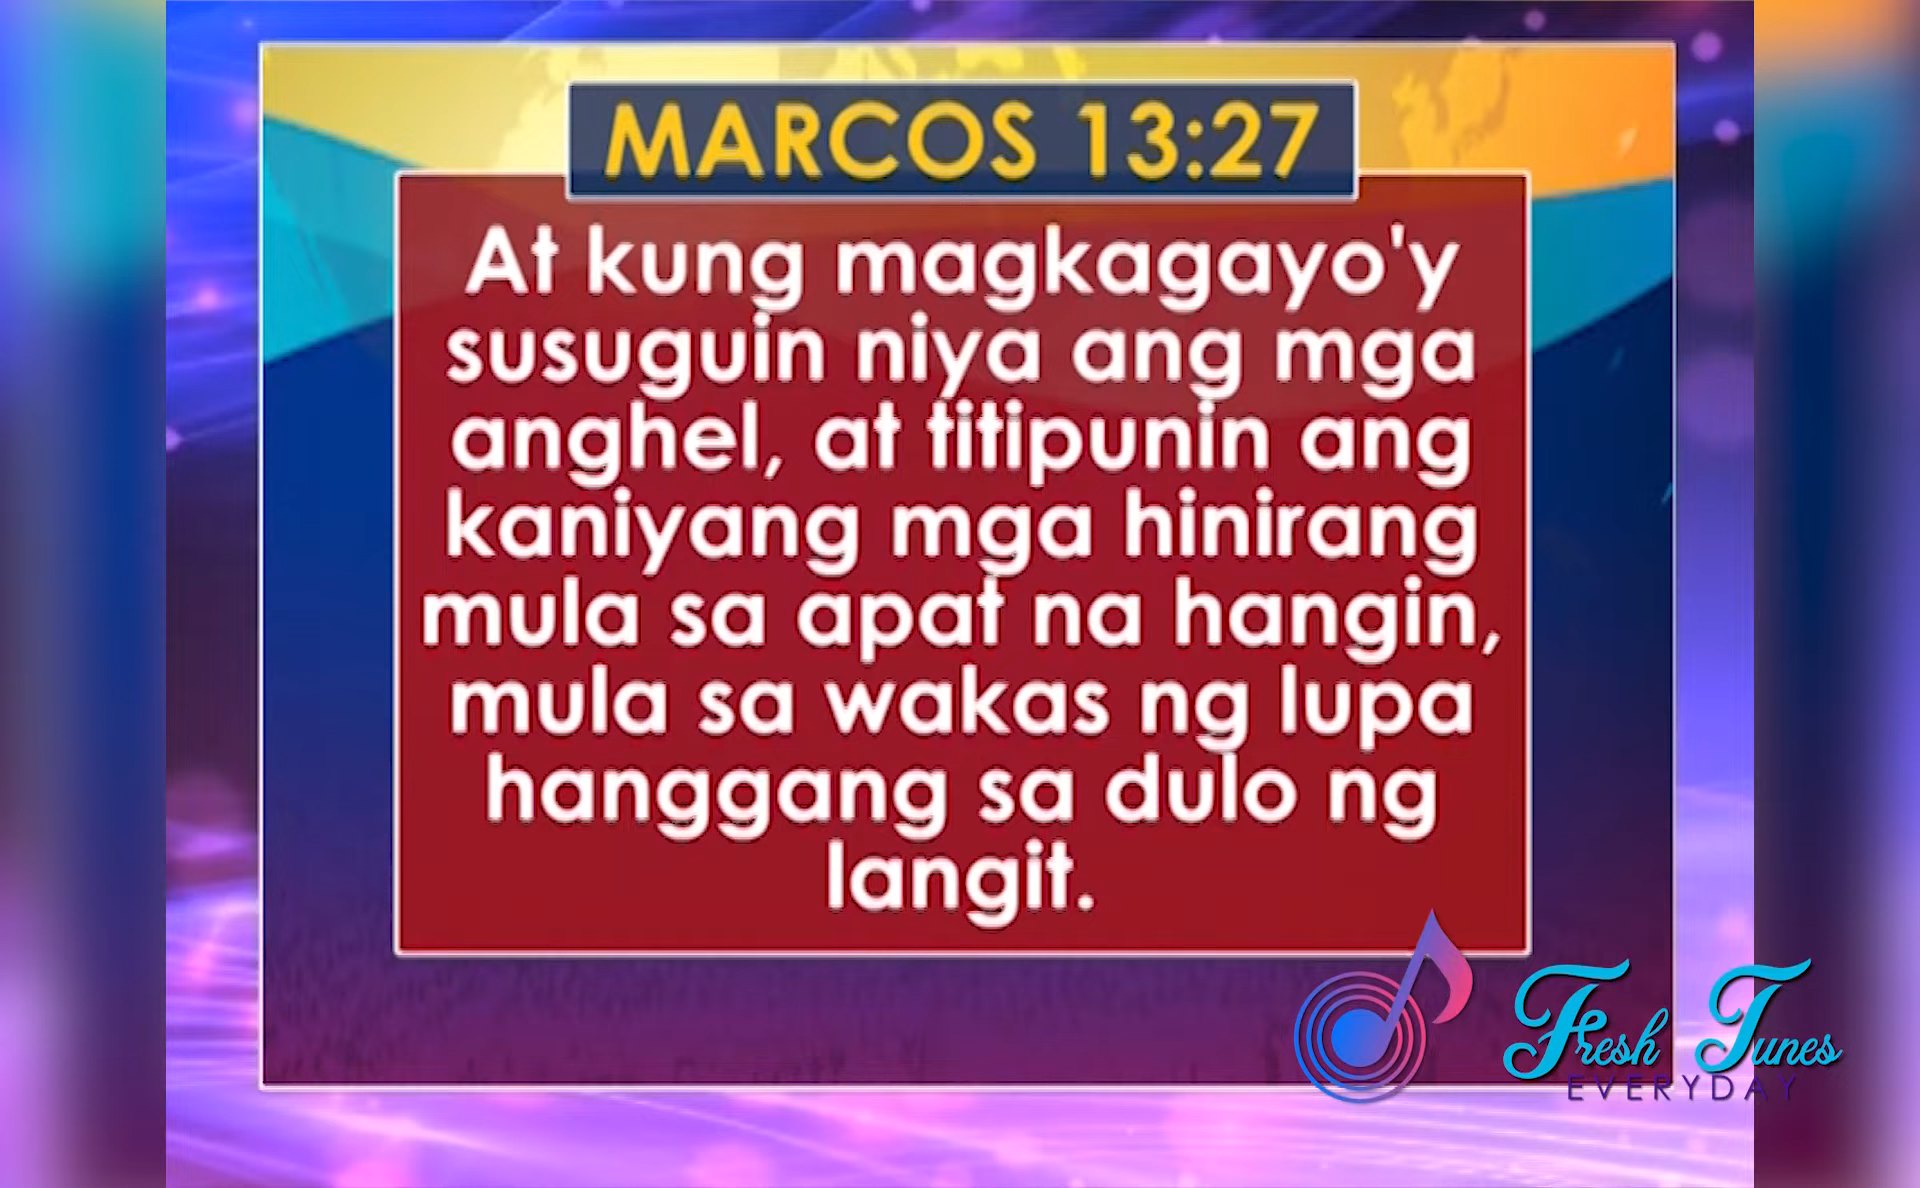 MARCOS 13:27
At kung magkagayo'y
susuguin niya ang mga
anghel, at titipunin ang
kaniyang mga hinirang
mula sa apat na hangin,
mula sa wakas ng lupa
hanggang sa dulo ng
langit.
Fresh Tunes
EVERYDAY